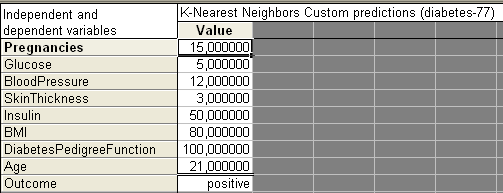 Independent and dependent variables K-Nearest Neighbors Custom predictions (diabetes-77)
Value
Pregnancies 15,000000
Glucose 5,000000
BloodPressure 12,000000
SkinThickness 3,000000
Insulin 50,000000
BMI 80,000000
DiabetesPedigreeFunction 100,000000
Age 21,000000
Outcome positive